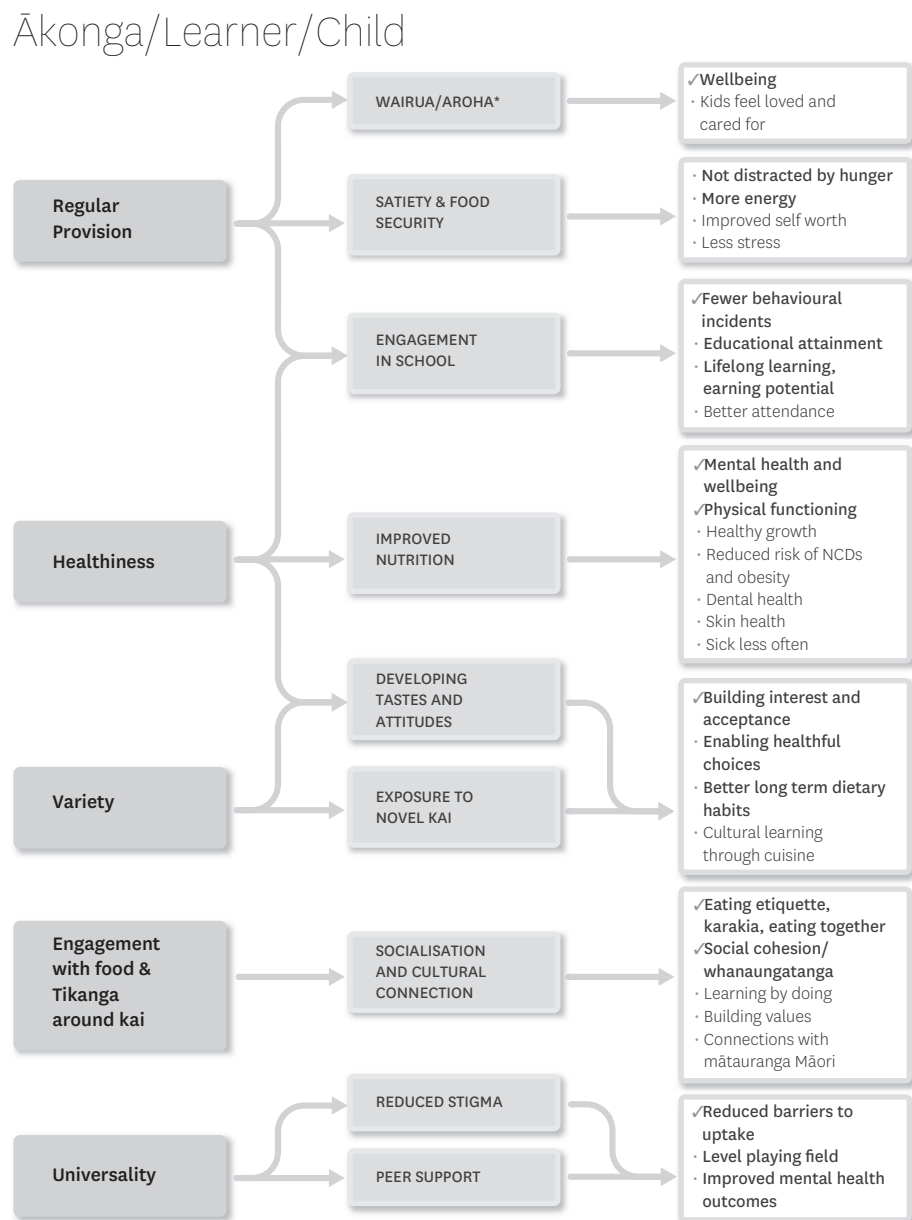 Ākonga/Learner/Child
WAIRUA/AROHA*
✓Wellbeing
· Kids feel loved and
cared for
Regular
Provision
SATIETY & FOOD
SECURITY
· Not distracted by hunger
· More energy
· Improved self worth
· Less stress
ENGAGEMENT
IN SCHOOL
✓Fewer behavioural
incidents
· Educational attainment
· Lifelong learning,
earning potential
· Better attendance
Healthiness
IMPROVED
NUTRITION
✓Mental health and
wellbeing
✓Physical functioning
· Healthy growth
· Reduced risk of NCDs
and obesity
· Dental health
· Skin health
· Sick less often
DEVELOPING
TASTES AND
ATTITUDES
Variety
EXPOSURE TO
NOVEL KAI
✓Building interest and
acceptance
· Enabling healthful
choices
· Better long term dietary
habits
· Cultural learning
through cuisine
Engagement
with food &
Tikanga
around kai
SOCIALISATION
AND CULTURAL
CONNECTION
✓Eating etiquette,
karakia, eating together
✓Social cohesion/
whanaungatanga
· Learning by doing
· Building values
· Connections with
mātauranga Māori
Universality
REDUCED STIGMA
PEER SUPPORT
✓Reduced barriers to
uptake
· Level playing field
· Improved mental health
outcomes